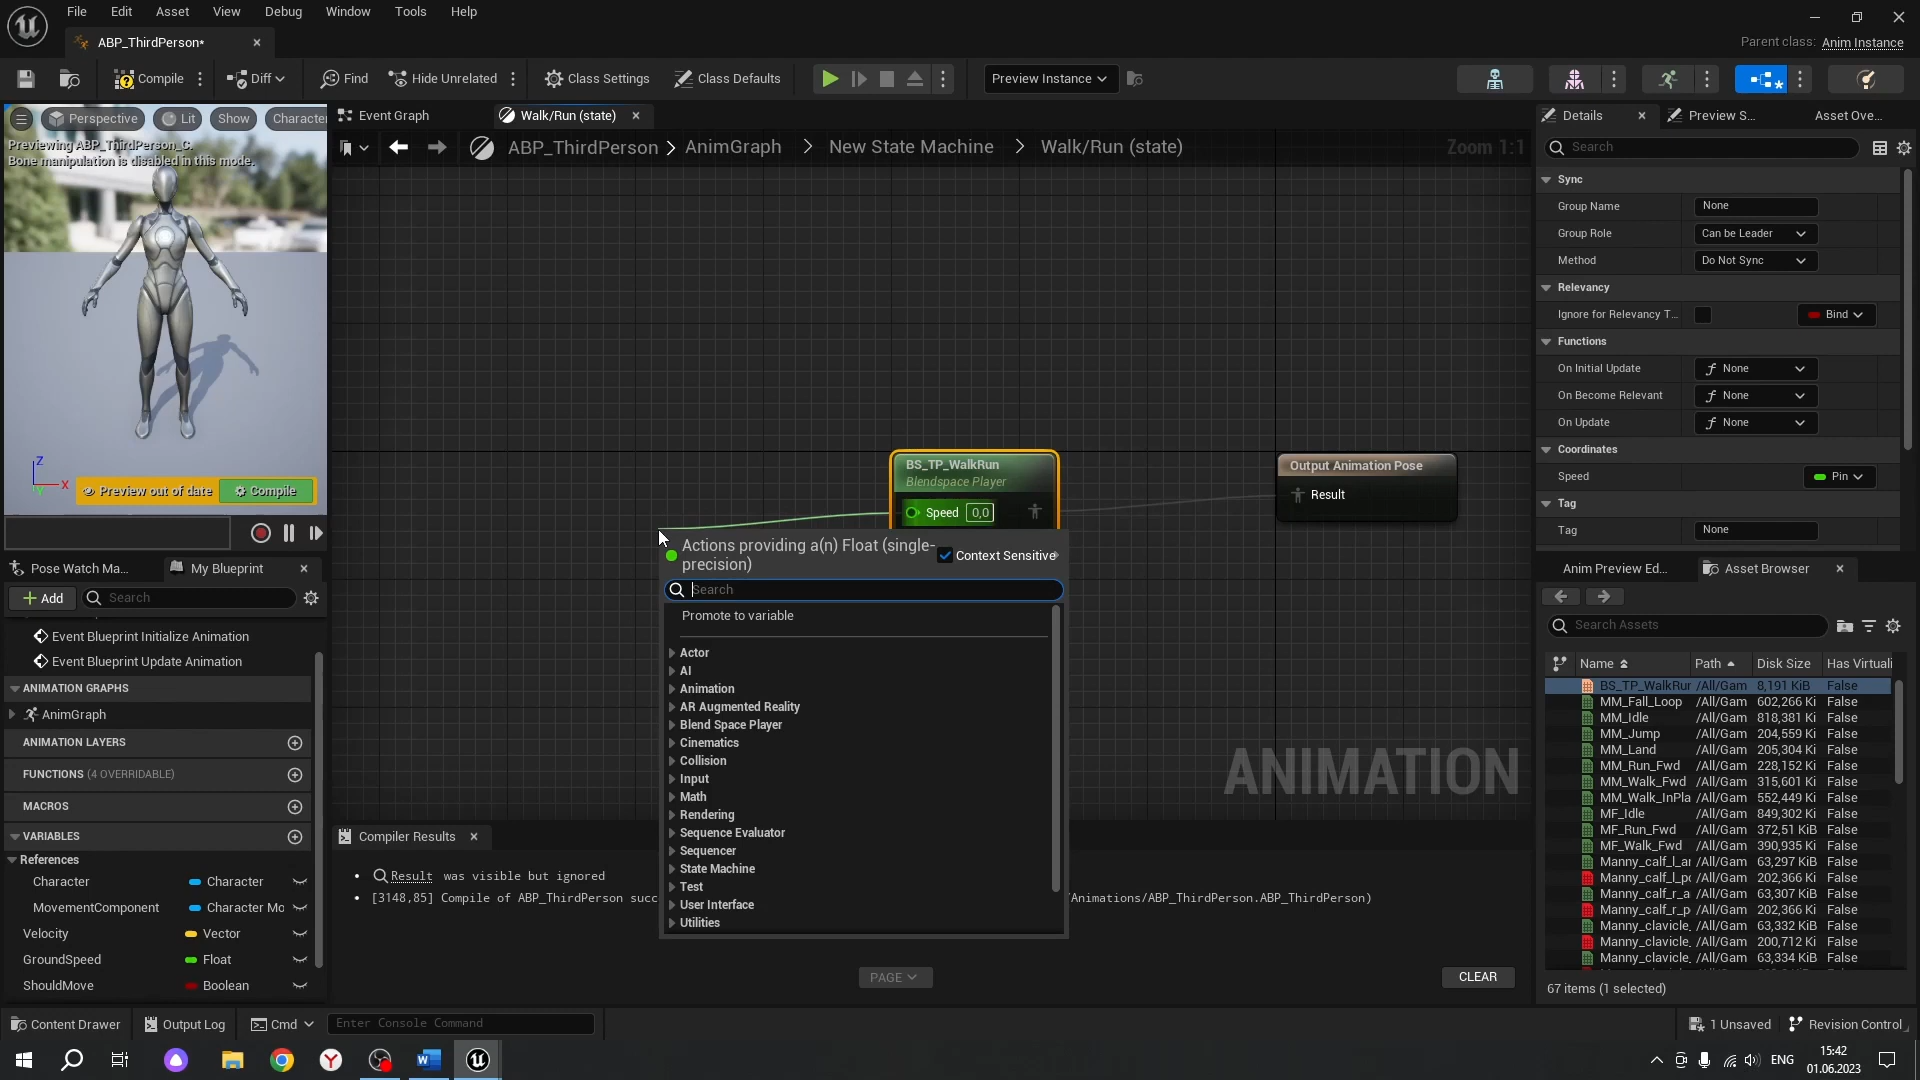 File Edit Asset View Debug Window Tools Help
ABP_ThirdPerson*
Parent class: Anim Instance
Compile Diff Find Hide Unrelated Class Settings Class Defaults Preview Instance
Perspective Lit Show Character
Previewing ABP_ThirdPerson_C.
Bone manipulation is disabled in this mode.
Z
X
Y
Preview out of date Compile
Event Graph Walk/Run (state)
ABP_ThirdPerson > AnimGraph > New State Machine > Walk/Run (state) Zoom 1:1
BS_TP_WalkRun
Blendspace Player
Speed 0,0
Output Animation Pose
Result
Actions providing a(n) Float (single-
precision)
Context Sensitive
Search
Promote to variable
Actor
AI
Animation
AR Augmented Reality
Blend Space Player
Cinematics
Collision
Input
Math
Rendering
Sequence Evaluator
Sequencer
State Machine
Test
User Interface
Utilities
ANIMATION
Pose Watch Ma... My Blueprint
Add Search
Event Blueprint Initialize Animation
Event Blueprint Update Animation
ANIMATION GRAPHS
AnimGraph
ANIMATION LAYERS
FUNCTIONS (4 OVERRIDABLE)
MACROS
VARIABLES
References
Character Character
MovementComponent Character Mo
Velocity Vector
GroundSpeed Float
ShouldMove Boolean
Compiler Results
Result was visible but ignored
[3148,85] Compile of ABP_ThirdPerson succ /Animations/ABP_ThirdPerson.ABP_ThirdPerson)
PAGE
CLEAR
Details Preview S... Asset Ove...
Search
Sync
Group Name None
Group Role Can be Leader
Method Do Not Sync
Relevancy
Ignore for Relevancy T... Bind
Functions
On Initial Update None
On Become Relevant None
On Update None
Coordinates
Speed Pin
Tag
Tag None
Anim Preview Ed... Asset Browser
Search Assets
Name Path Disk Size Has Virtuali
BS_TP_WalkRun /All/Gam 8,191 KiB False
MM_Fall_Loop /All/Gam 602,266 Ki False
MM_Idle /All/Gam 818,381 Ki False
MM_Jump /All/Gam 204,559 Ki False
MM_Land /All/Gam 205,304 Ki False
MM_Run_Fwd /All/Gam 228,152 Ki False
MM_Walk_Fwd /All/Gam 315,601 Ki False
MM_Walk_InPla /All/Gam 552,449 Ki False
MF_Idle /All/Gam 849,302 Ki False
MF_Run_Fwd /All/Gam 372,51 KiB False
MF_Walk_Fwd /All/Gam 390,935 Ki False
Manny_calf_l_ar /All/Gam 63,297 KiB False
Manny_calf_l_po /All/Gam 202,366 Ki False
Manny_calf_r_a /All/Gam 63,307 KiB False
Manny_calf_r_p /All/Gam 202,366 Ki False
Manny_clavicle_ /All/Gam 63,332 KiB False
Manny_clavicle_ /All/Gam 200,712 Ki False
Manny_clavicle_ /All/Gam 63,334 KiB False
67 items (1 selected)
Content Drawer Output Log Cmd Enter Console Command
1 Unsaved Revision Control
ENG
15:42
01.06.2023